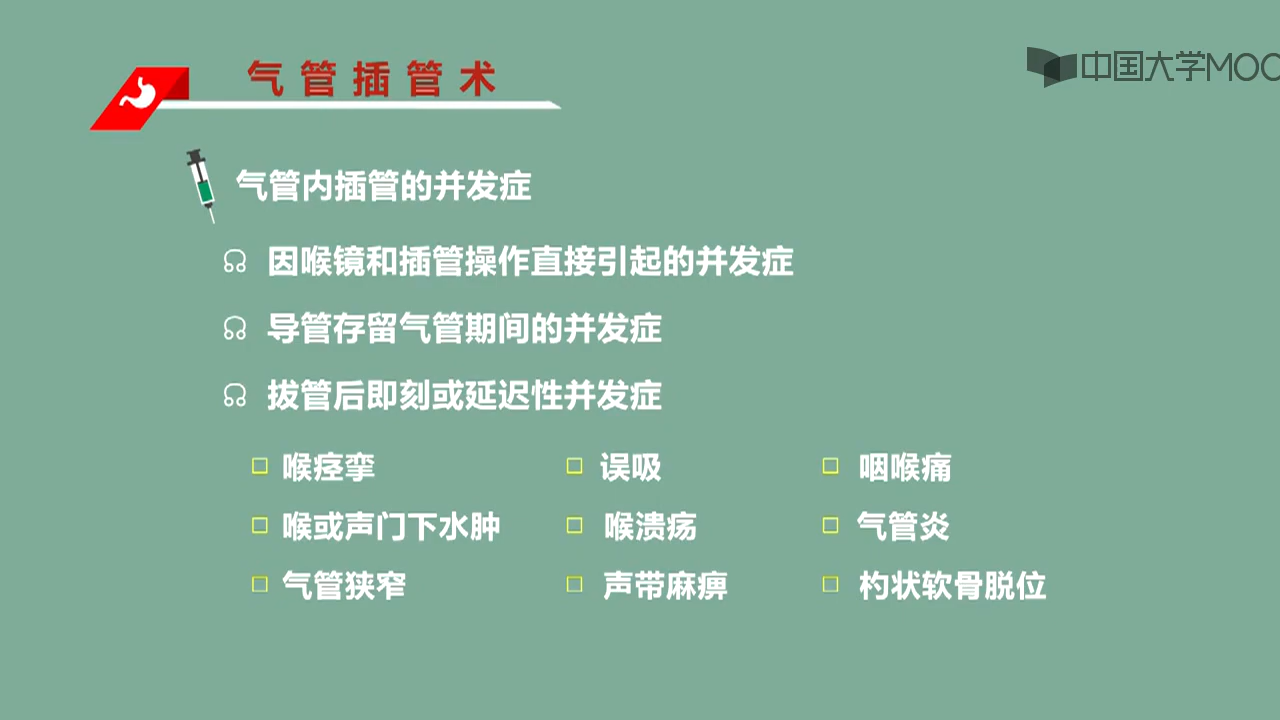 气管插管术
中国大学MOO
气管内插管的并发症
因喉镜和插管操作直接引起的并发症
导管存留气管期间的并发症
拔管后即刻或延迟性并发症
喉痉挛 误吸 咽喉痛
喉或声门下水肿 喉溃疡 气管炎
气管狭窄 声带麻痹 杓状软骨脱位